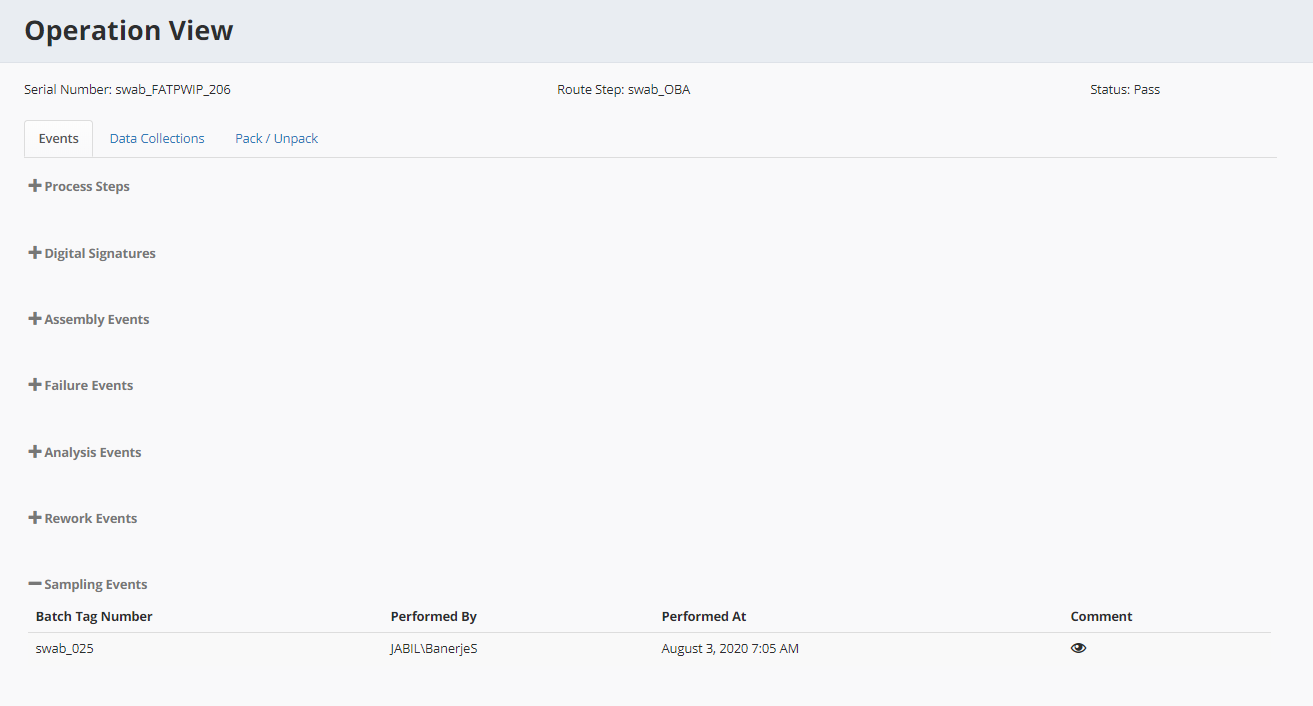 Operation View
Serial Number: swab_FATPWIP_206 Route Step: swab_OBA Status: Pass
Events Data Collections Pack / Unpack
Process Steps
Digital Signatures
Assembly Events
Failure Events
Analysis Events
Rework Events
Sampling Events
Batch Tag Number Performed By Performed At Comment
swab_025 JABIL\BanerjeS August 3, 2020 7:05 AM